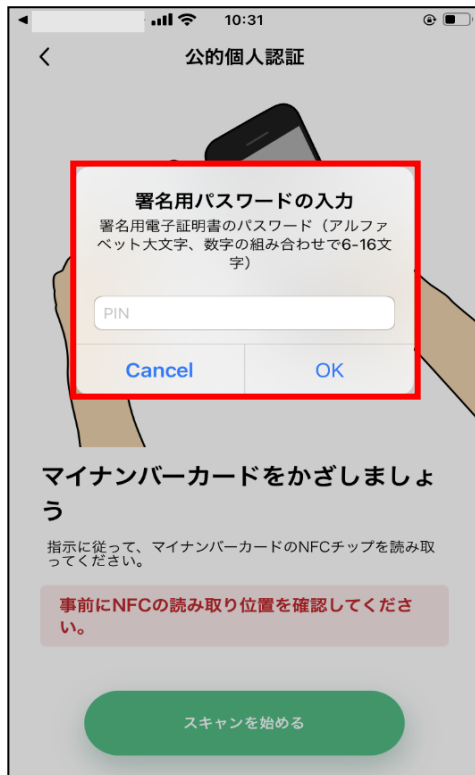 10:31
公的個人認証
署名用パスワードの入力
署名用電子証明書のパスワード（アルファ
ベット大文字、数字の組み合わせで6-16文
字）
PIN
Cancel OK
マイナンバーカードをかざしましょ
う
指示に従って、マイナンバーカードのNFCチップを読み取
ってください。
事前にNFCの読み取り位置を確認してくださ
い。
スキャンを始める